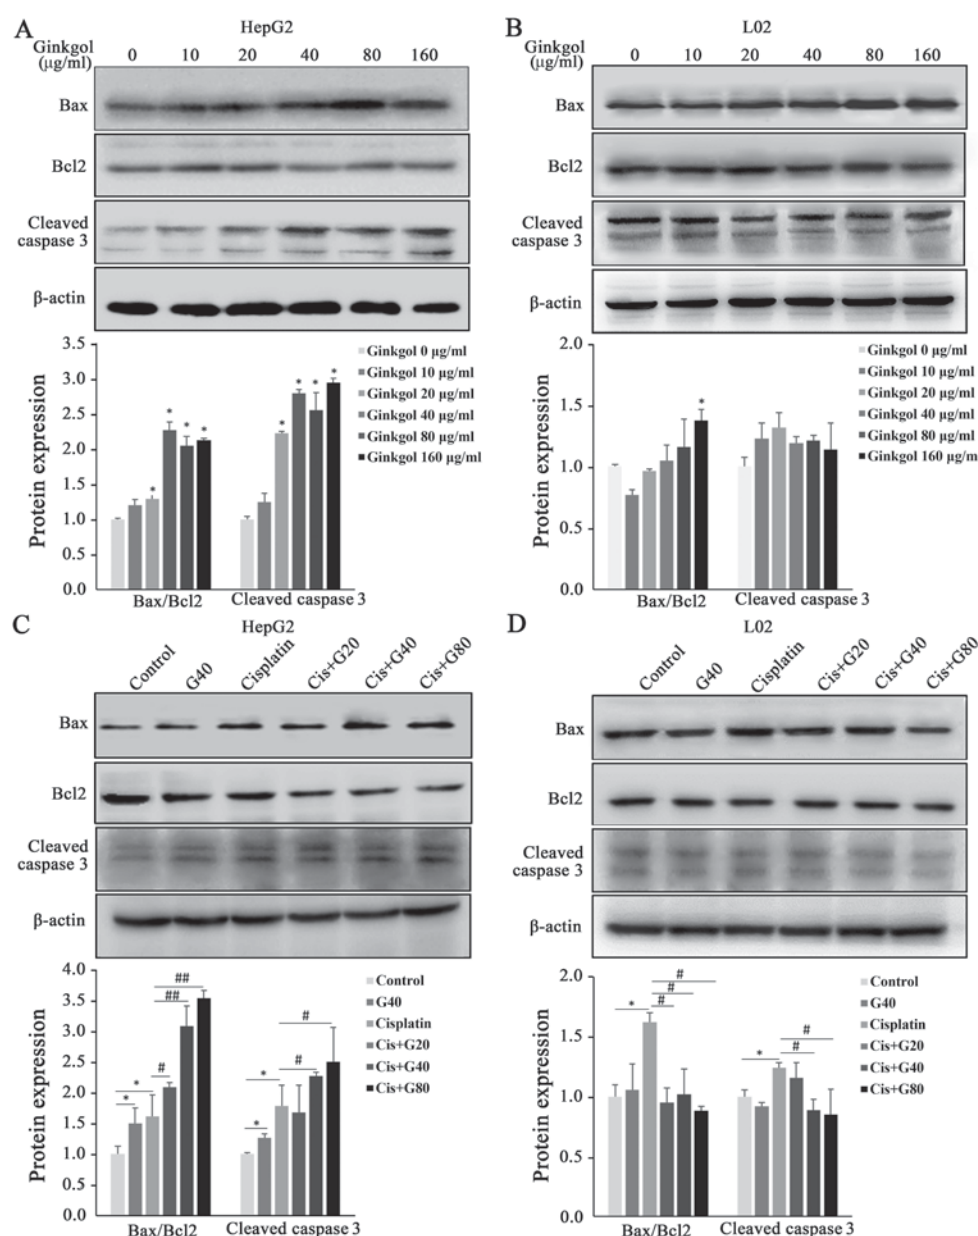 A
HepG2
Ginkgol
(μg/ml)
0 10 20 40 80 160
Bax
Bcl2
Cleaved
caspase 3
β-actin
Protein expression
3.5
3.0
2.5
2.0
1.5
1.0
0.5
0.0
* * * * * * *
Ginkgol 0 μg/ml
Ginkgol 10 μg/ml
Ginkgol 20 μg/ml
Ginkgol 40 μg/ml
Ginkgol 80 μg/ml
Ginkgol 160 μg/ml
Bax/Bcl2 Cleaved caspase 3
B
L02
Ginkgol
(μg/ml)
0 10 20 40 80 160
Bax
Bcl2
Cleaved
caspase 3
β-actin
Protein expression
2.0
1.5
1.0
0.5
0.0
*
Ginkgol 0 μg/ml
Ginkgol 10 μg/ml
Ginkgol 20 μg/ml
Ginkgol 40 μg/ml
Ginkgol 80 μg/ml
Ginkgol 160 μg/m
Bax/Bcl2 Cleaved caspase 3
C
HepG2
Control G40 Cisplatin Cis+G20 Cis+G40 Cis+G80
Bax
Bcl2
Cleaved
caspase 3
β-actin
Protein expression
4.0
3.5
3.0
2.5
2.0
1.5
1.0
0.5
0.0
* * # ## ## * * # #
Control
G40
Cisplatin
Cis+G20
Cis+G40
Cis+G80
Bax/Bcl2 Cleaved caspase 3
D
L02
Control G40 Cisplatin Cis+G20 Cis+G40 Cis+G80
Bax
Bcl2
Cleaved
caspase 3
β-actin
Protein expression
2.0
1.5
1.0
0.5
0.0
* # # # * # #
Control
G40
Cisplatin
Cis+G20
Cis+G40
Cis+G80
Bax/Bcl2 Cleaved caspase 3